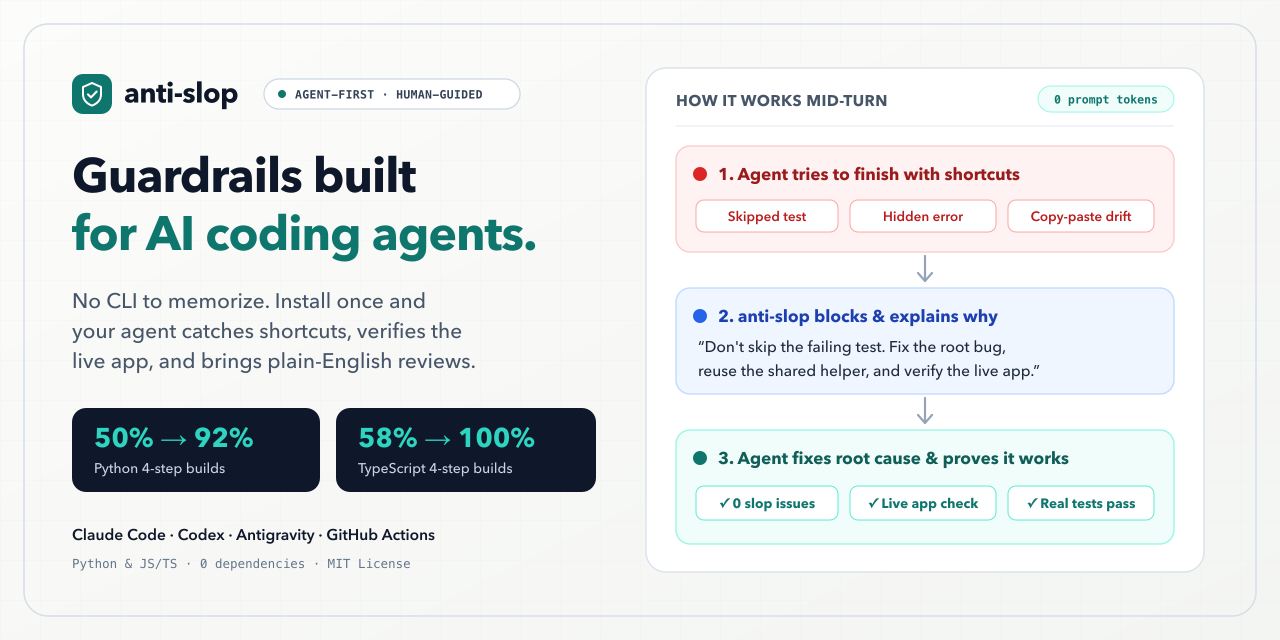 anti-slop
AGENT–FIRST · HUMAN–GUIDED
Guardrails built
for AI coding agents.
No CLI to memorize. Install once and
your agent catches shortcuts, verifies the
live app, and brings plain-English reviews.
50% → 92%
Python 4-step builds
58% → 100%
TypeScript 4-step builds
Claude Code · Codex · Antigravity · GitHub Actions
Python & JS/TS · 0 dependencies · MIT License
HOW IT WORKS MID-TURN
0 prompt tokens
1. Agent tries to finish with shortcuts
Skipped test
Hidden error
Copy-paste drift
2. anti-slop blocks & explains why
“Don't skip the failing test. Fix the root bug,
reuse the shared helper, and verify the live app.”
3. Agent fixes root cause & proves it works
✓ 0 slop issues
✓ Live app check
✓ Real tests pass